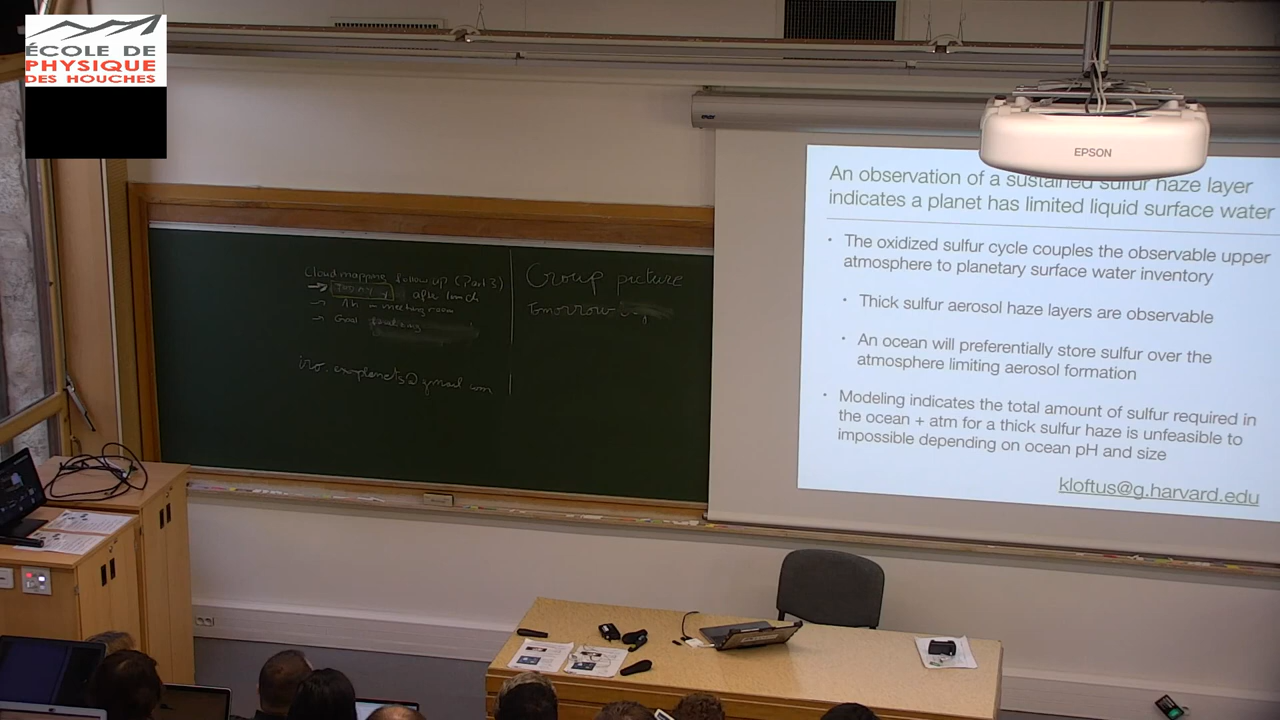 ÉCOLE DE
PHYSIQUE
DES HOUCHES
EPSON
EPSON
An observation of a sustained sulfur haze layer
indicates a planet has limited liquid surface water
• The oxidized sulfur cycle couples the observable upper
atmosphere to planetary surface water inventory
• Thick sulfur aerosol haze layers are observable
• An ocean will preferentially store sulfur over the
atmosphere limiting aerosol formation
• Modeling indicates the total amount of sulfur required in
the ocean + atm for a thick sulfur haze is unfeasible to
impossible depending on ocean pH and size
kloftus@g.harvard.edu
Cloud mapping follow up (Part 3)
→ after lunch
→ meeting room
→ Goal
Group picture
Tomorrow